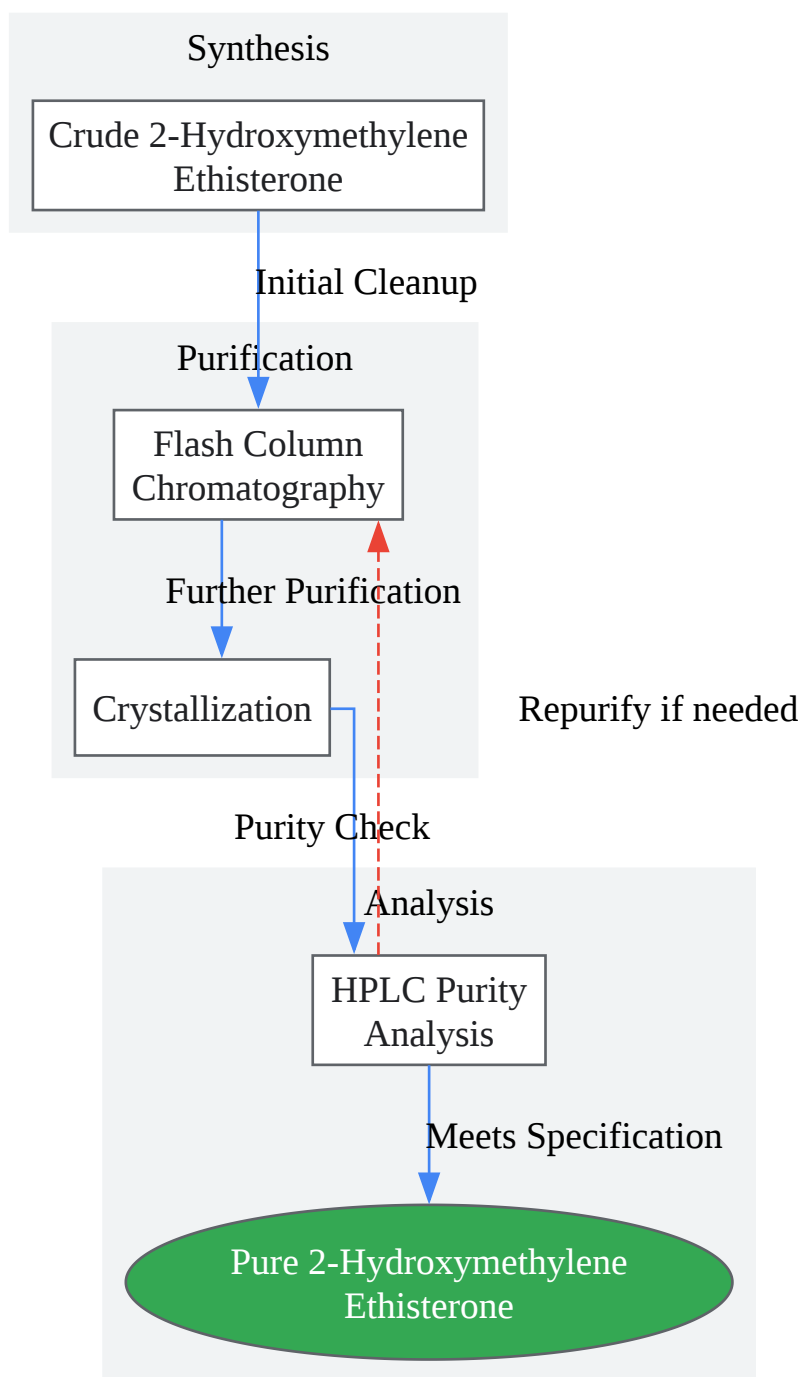 Synthesis
Crude 2-Hydroxymethylene
Ethisterone
Initial Cleanup
Purification
Flash Column
Chromatography
Further Purification
Crystallization
Repurify if needed
Purity Check
Analysis
HPLC Purity
Analysis
Meets Specification
Pure 2-Hydroxymethylene
Ethisterone